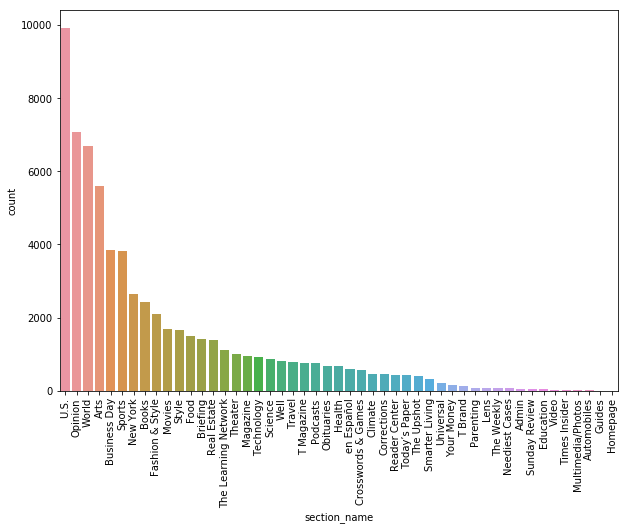 10000
8000
6000
4000
2000
0
count
U.S.
Opinion
World
Arts
Business Day
Sports
New York
Books
Fashion & Style
Movies
Style
Food
Briefing
Real Estate
The Learning Network
Theater
Magazine
Technology
Science
Well
Travel
T Magazine
Podcasts
Obituaries
Health
en Español
Crosswords & Games
Climate
Corrections
Reader Center
Today's Paper
The Upshot
Smarter Living
Universal
Your Money
T Brand
Parenting
Lens
The Weekly
Neediest Cases
Admin
Sunday Review
Education
Video
Times Insider
Multimedia/Photos
Automobiles
Guides
Homepage
section_name